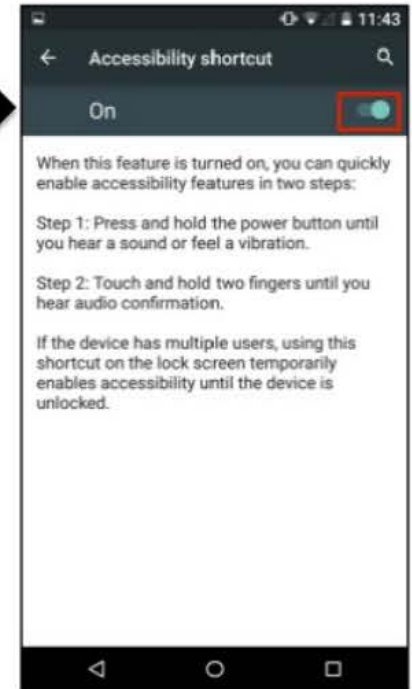 11:43
Accessibility shortcut
On
When this feature is turned on, you can quickly
enable accessibility features in two steps:
Step 1: Press and hold the power button until
you hear a sound or feel a vibration.
Step 2: Touch and hold two fingers until you
hear audio confirmation.
If the device has multiple users, using this
shortcut on the lock screen temporarily
enables accessibility until the device is
unlocked.